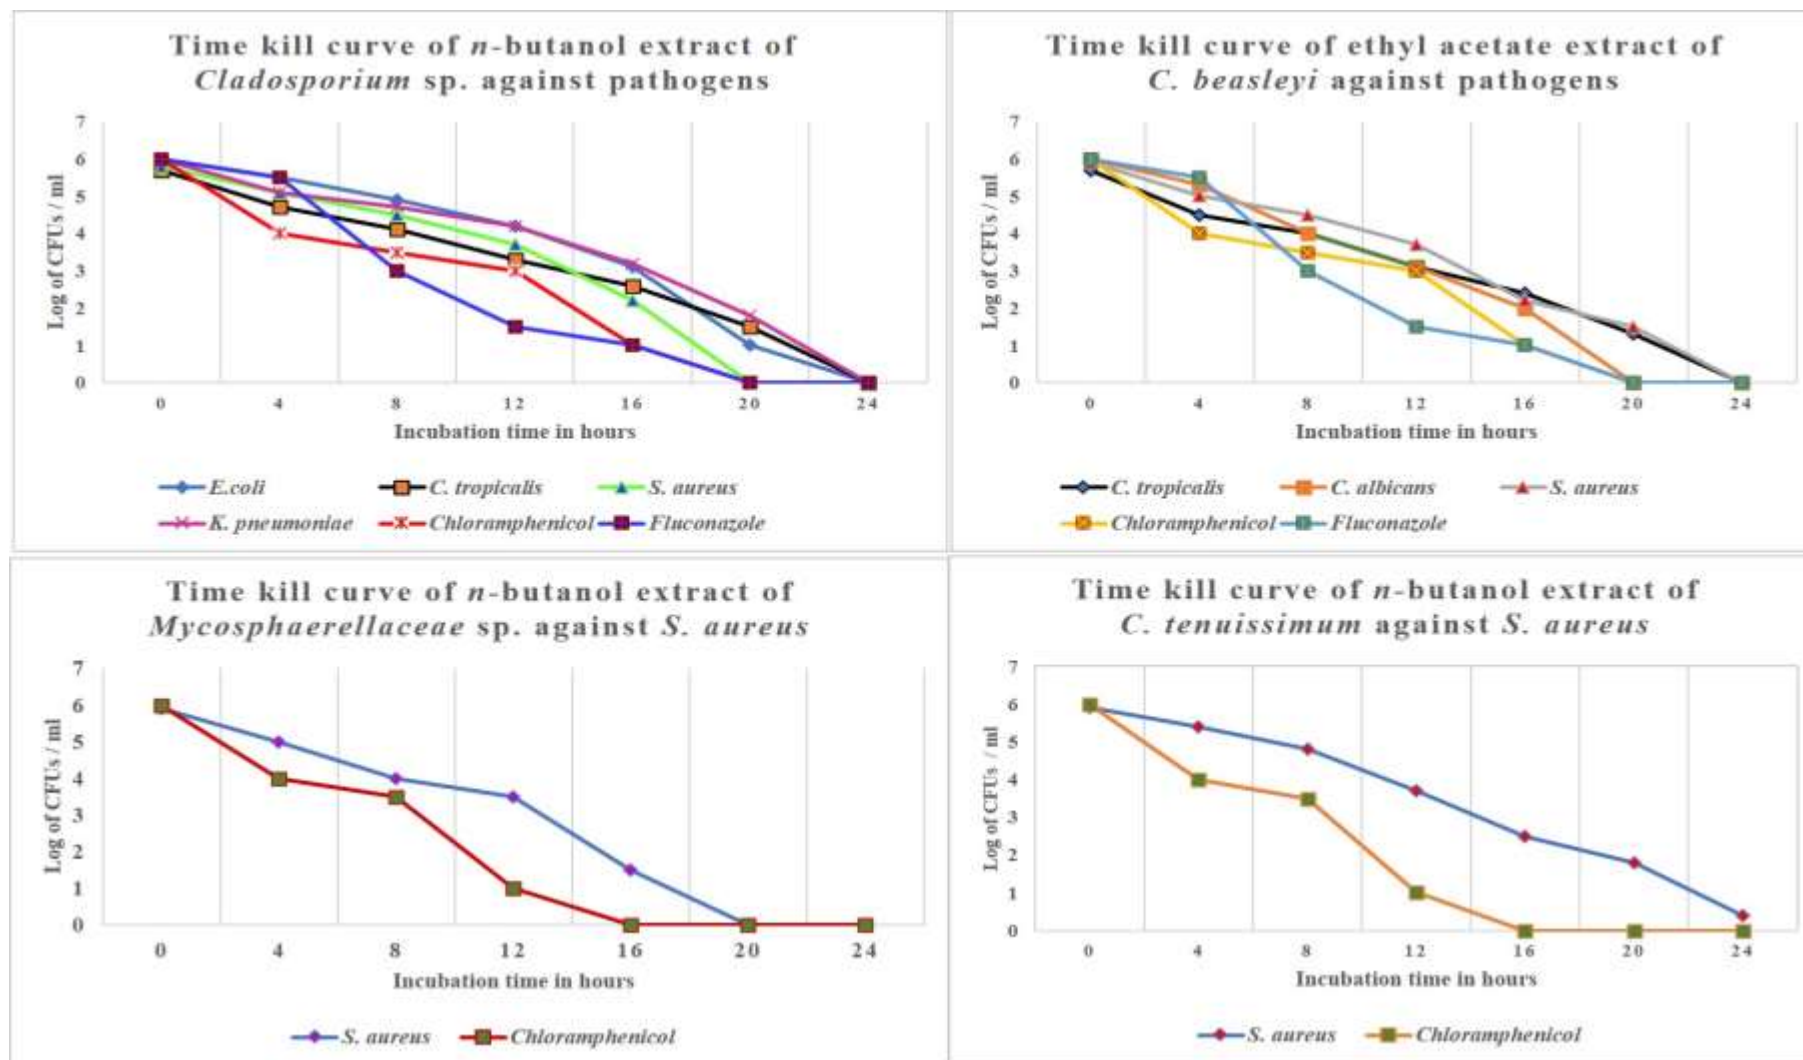 Time kill curve of n-butanol extract of
Cladosporium sp. against pathogens
Log of CFUs / ml
7
6
5
4
3
2
1
0
0 4 8 12 16 20 24
Incubation time in hours
E.coli C. tropicalis S. aureus
K. pneumoniae Chloramphenicol Fluconazole
Time kill curve of ethyl acetate extract of
C. beasleyi against pathogens
Log of CFUs / ml
7
6
5
4
3
2
1
0
0 4 8 12 16 20 24
Incubation time in hours
C. tropicalis C. albicans S. aureus
Chloramphenicol Fluconazole
Time kill curve of n-butanol extract of
Mycosphaerellaceae sp. against S. aureus
Log of CFUs / ml
7
6
5
4
3
2
1
0
0 4 8 12 16 20 24
Incubation time in hours
S. aureus Chloramphenicol
Time kill curve of n-butanol extract of
C. tenuissimum against S. aureus
Log of CFUs / ml
7
6
5
4
3
2
1
0
0 4 8 12 16 20 24
Incubation time in hours
S. aureus Chloramphenicol